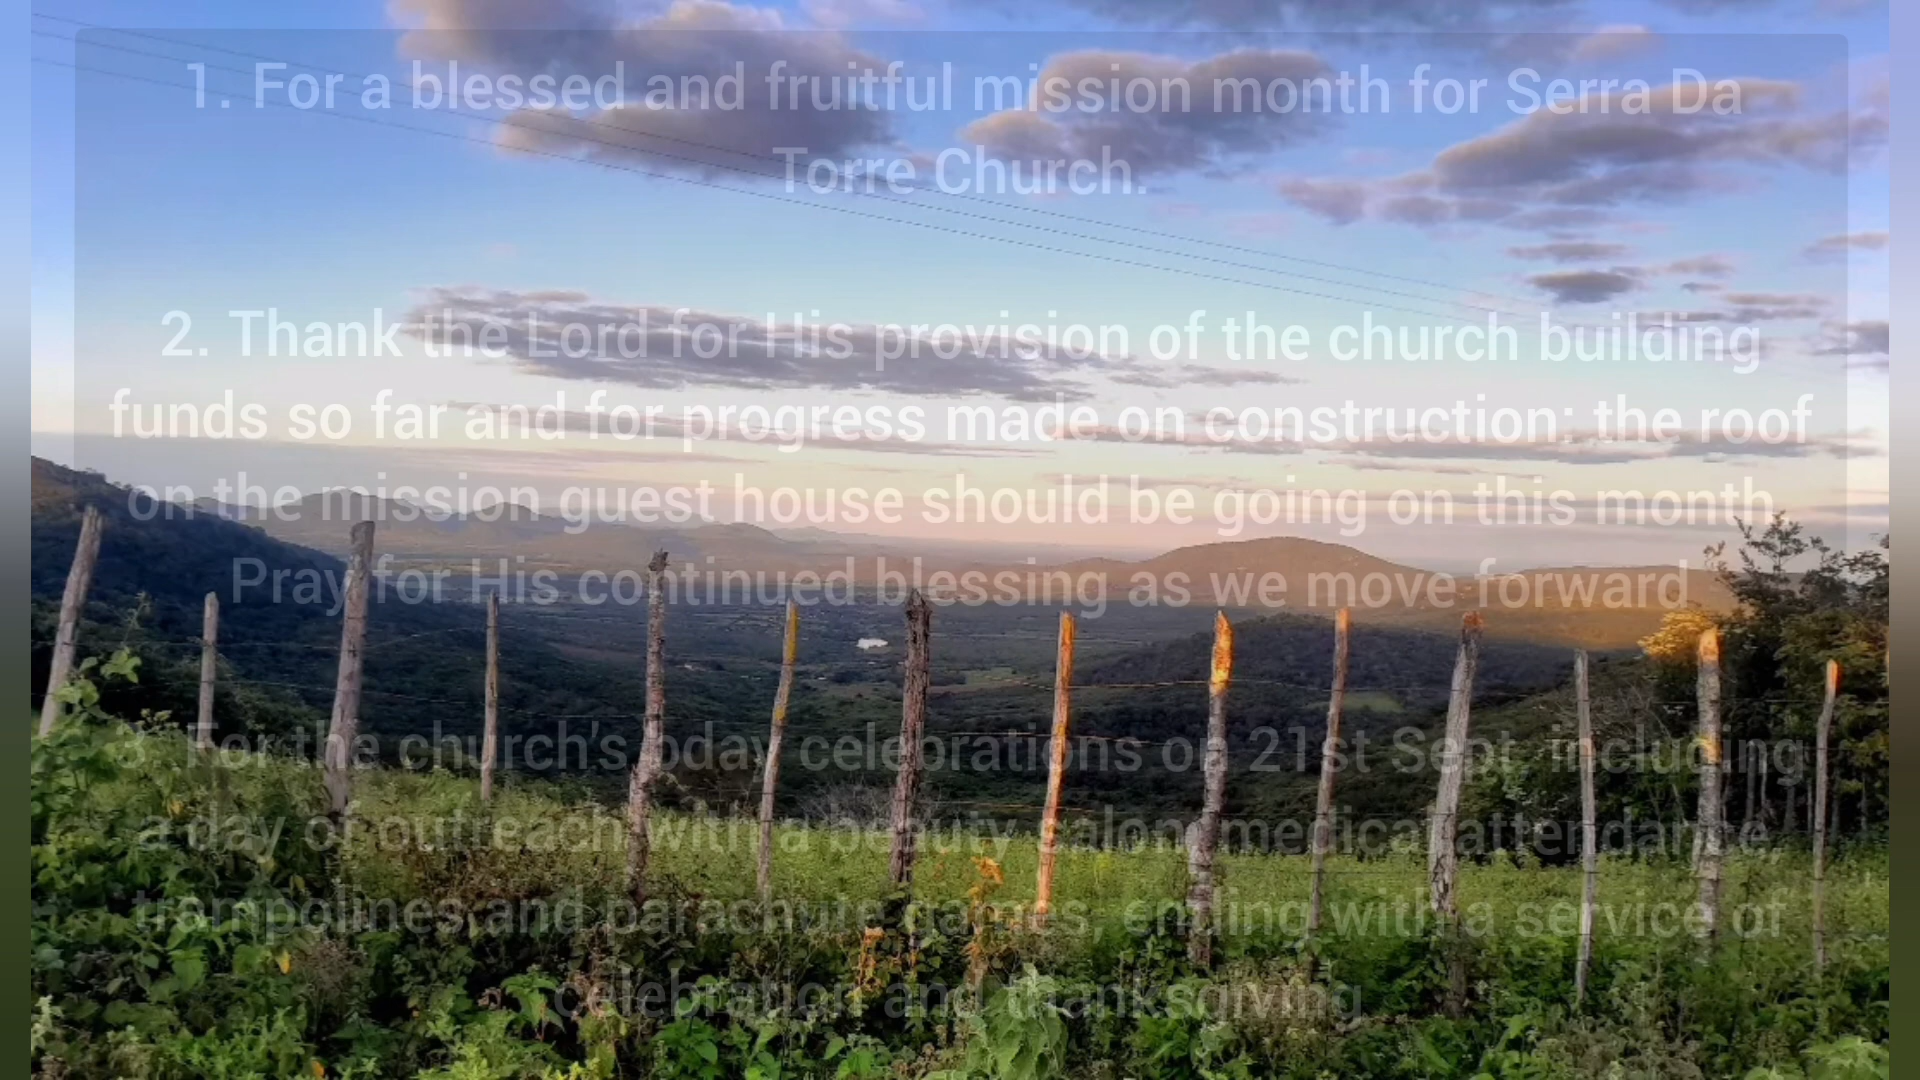 1. For a blessed and fruitful mission month for Serra Da
Torre Church.
2. Thank the Lord for His provision of the church building
funds so far and for progress made on construction; the roof
on the mission guest house should be going on this month
Pray for His continued blessing as we move forward
3. For the church's bday celebrations on 21st Sept, including
a day of outreach with a beauty salon, medical attendance,
trampolines and parachute games, ending with a service of
celebration and thanksgiving